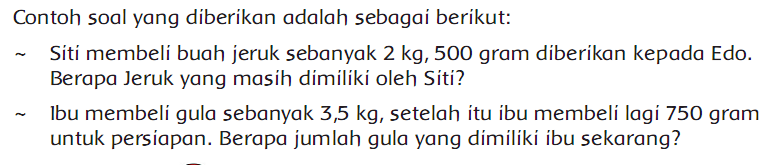 Contoh soal yang diberikan adalah sebagai berikut:
~ Siti membeli buah jeruk sebanyak 2 kg, 500 gram diberikan kepada Edo.
Berapa Jeruk yang masih dimiliki oleh Siti?
~ Ibu membeli gula sebanyak 3,5 kg, setelah itu ibu membeli lagi 750 gram
untuk persiapan. Berapa jumlah gula yang dimiliki ibu sekarang?